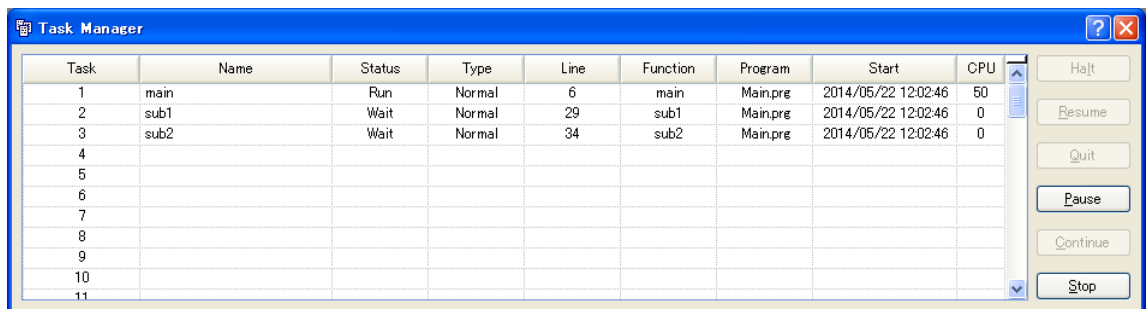 Task Manager
Task Name Status Type Line Function Program Start CPU
1 main Run Normal 6 main Main.prg 2014/05/22 12:02:46 50
2 sub1 Wait Normal 29 sub1 Main.prg 2014/05/22 12:02:46 0
3 sub2 Wait Normal 34 sub2 Main.prg 2014/05/22 12:02:46 0
4
5
6
7
8
9
10
11
Halt
Resume
Quit
Pause
Continue
Stop